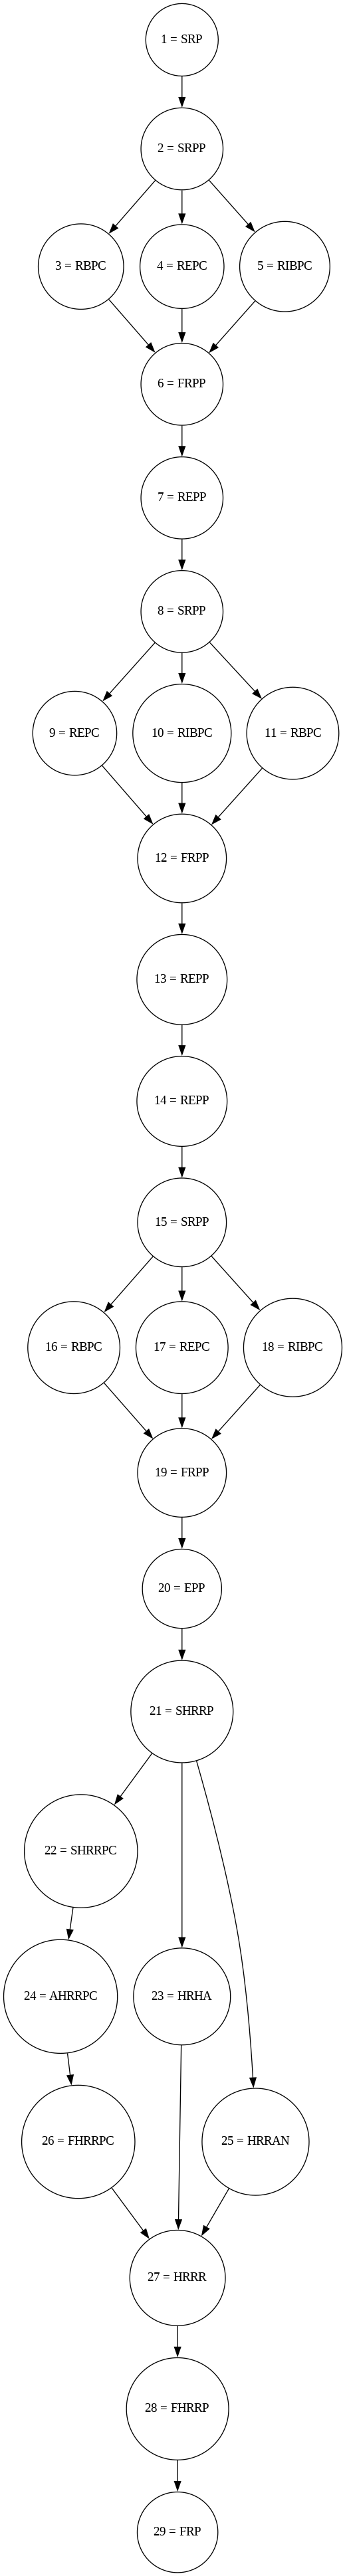 1 = SRP
2 = SRPP
3 = RBPC
4 = REPC
5 = RIBPC
6 = FRPP
7 = REPP
8 = SRPP
9 = REPC
10 = RIBPC
11 = RBPC
12 = FRPP
13 = REPP
14 = REPP
15 = SRPP
16 = RBPC
17 = REPC
18 = RIBPC
19 = FRPP
20 = EPP
21 = SHRRP
22 = SHRRPC
24 = AHRRPC
23 = HRHA
26 = FHRRPC
25 = HRRAN
27 = HRRR
28 = FHRRP
29 = FRP